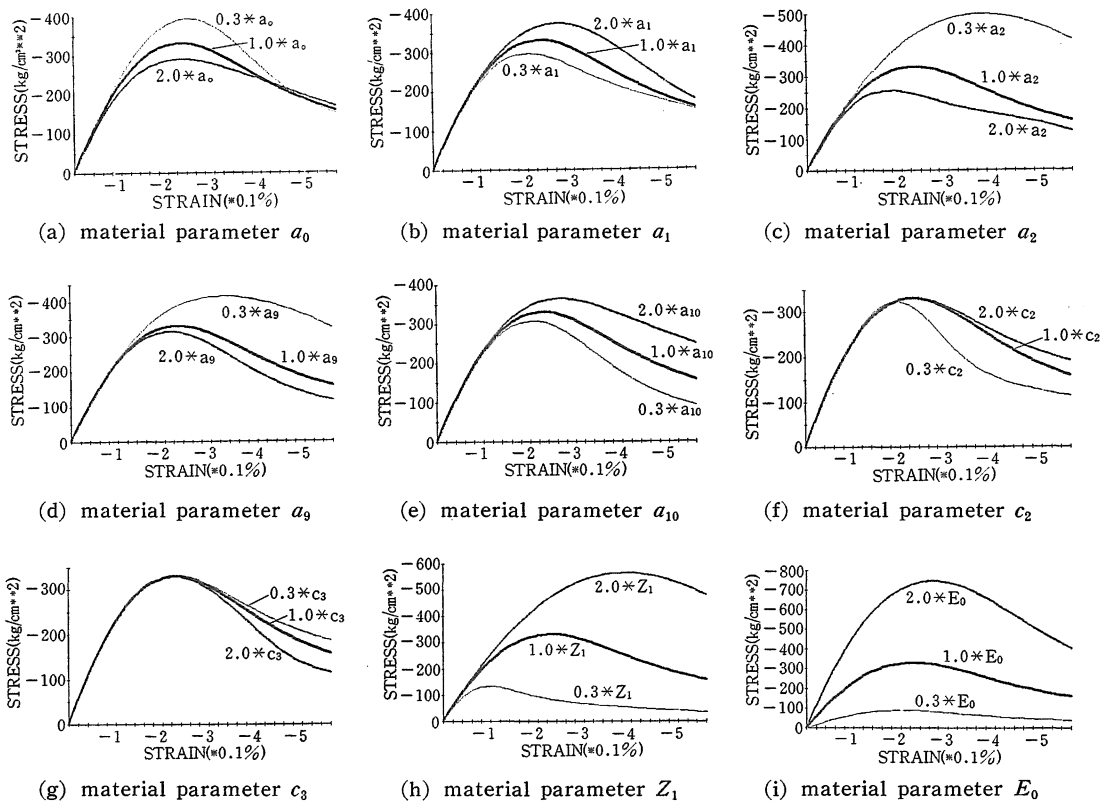 STRESS(kg/cm**2)
-400
-300
-200
-100
0
0.3*a₀
1.0*a₀
2.0*a₀
-1 -2 -3 -4 -5
STRAIN(*0.1%)
(a) material parameter a₀
STRESS(kg/cm**2)
-400
-300
-200
-100
0
2.0*a₁
1.0*a₁
0.3*a₁
-1 -2 -3 -4 -5
STRAIN(*0.1%)
(b) material parameter a₁
STRESS(kg/cm**2)
-500
-400
-300
-200
-100
0
0.3*a₂
1.0*a₂
2.0*a₂
-1 -2 -3 -4 -5
STRAIN(*0.1%)
(c) material parameter a₂
STRESS(kg/cm**2)
-400
-300
-200
-100
0
0.3*a₉
1.0*a₉
2.0*a₉
-1 -2 -3 -4 -5
STRAIN(*0.1%)
(d) material parameter a₉
STRESS(kg/cm**2)
-400
-300
-200
-100
0
2.0*a₁₀
1.0*a₁₀
0.3*a₁₀
-1 -2 -3 -4 -5
STRAIN(*0.1%)
(e) material parameter a₁₀
STRESS(kg/cm**2)
-300
-200
-100
0
2.0*c₂
1.0*c₂
0.3*c₂
-1 -2 -3 -4 -5
STRAIN(*0.1%)
(f) material parameter c₂
STRESS(kg/cm**2)
-300
-200
-100
0
0.3*c₃
1.0*c₃
2.0*c₃
-1 -2 -3 -4 -5
STRAIN(*0.1%)
(g) material parameter c₃
STRESS(kg/cm**2)
-600
-500
-400
-300
-200
-100
0
2.0*Z₁
1.0*Z₁
0.3*Z₁
-1 -2 -3 -4 -5
STRAIN(*0.1%)
(h) material parameter Z₁
STRESS(kg/cm**2)
-800
-700
-600
-500
-400
-300
-200
-100
0
2.0*E₀
1.0*E₀
0.3*E₀
-1 -2 -3 -4 -5
STRAIN(*0.1%)
(i) material parameter E₀